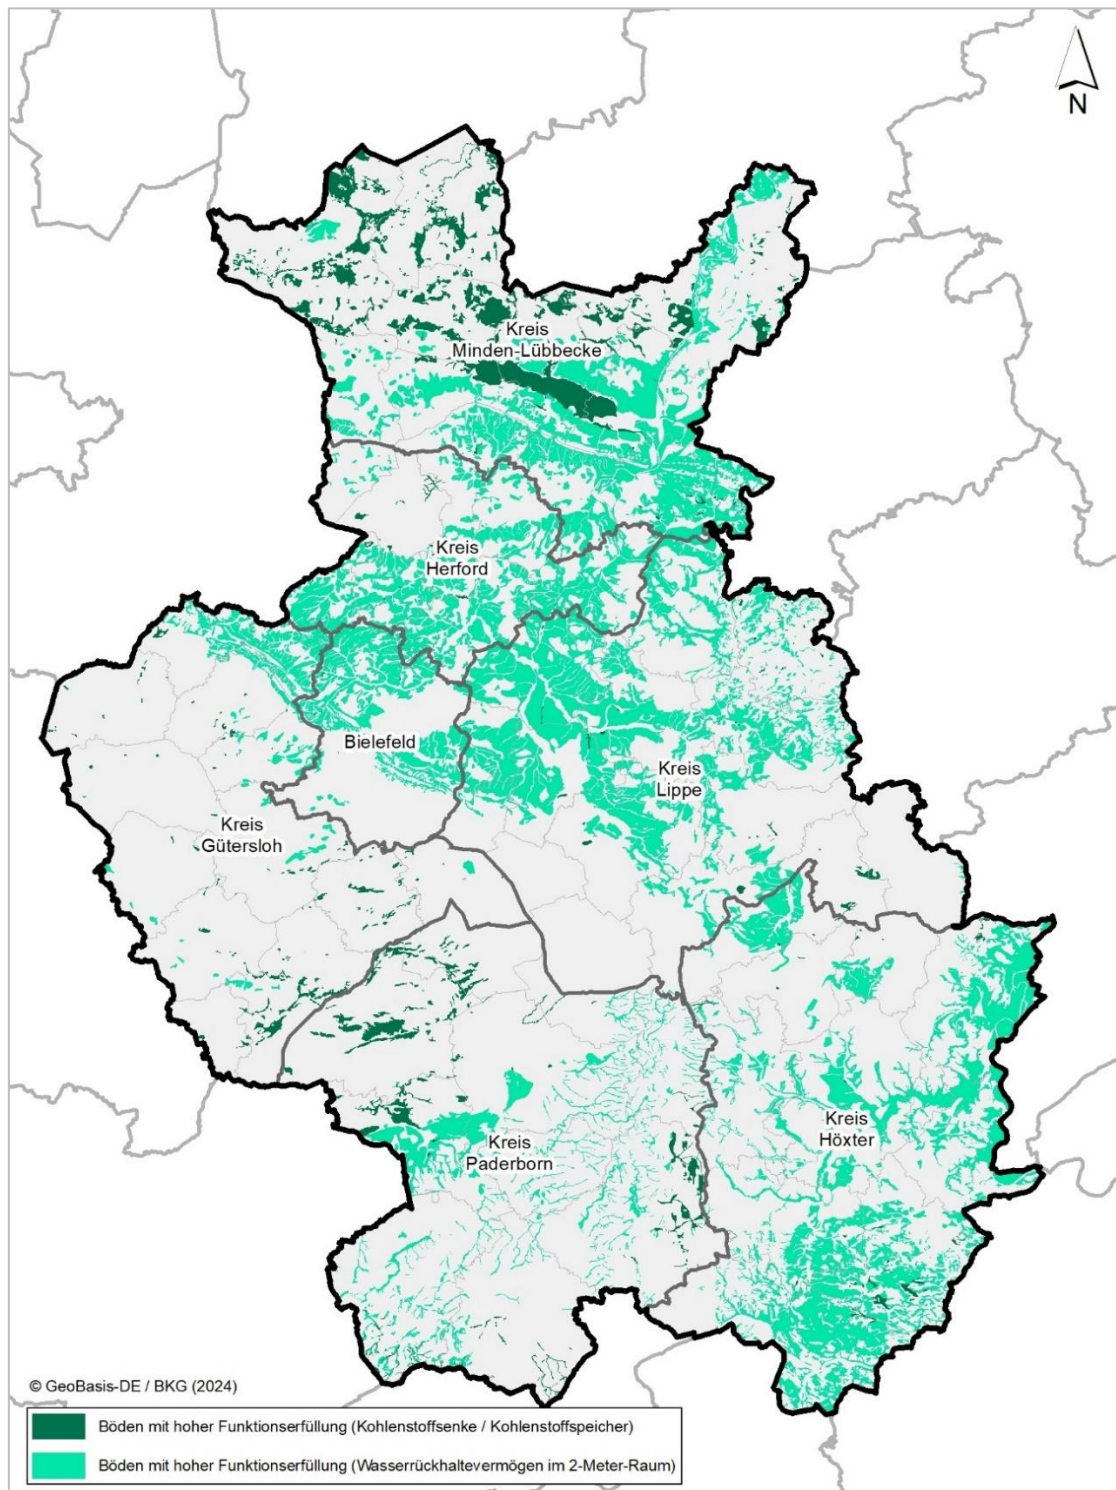 N
Kreis
Minden-Lübbecke
Kreis
Herford
Bielefeld
Kreis
Lippe
Kreis
Gütersloh
Kreis
Höxter
Kreis
Paderborn
© GeoBasis-DE / BKG (2024)
Böden mit hoher Funktionserfüllung (Kohlenstoffsenke / Kohlenstoffspeicher)
Böden mit hoher Funktionserfüllung (Wasserrückhaltevermögen im 2-Meter-Raum)